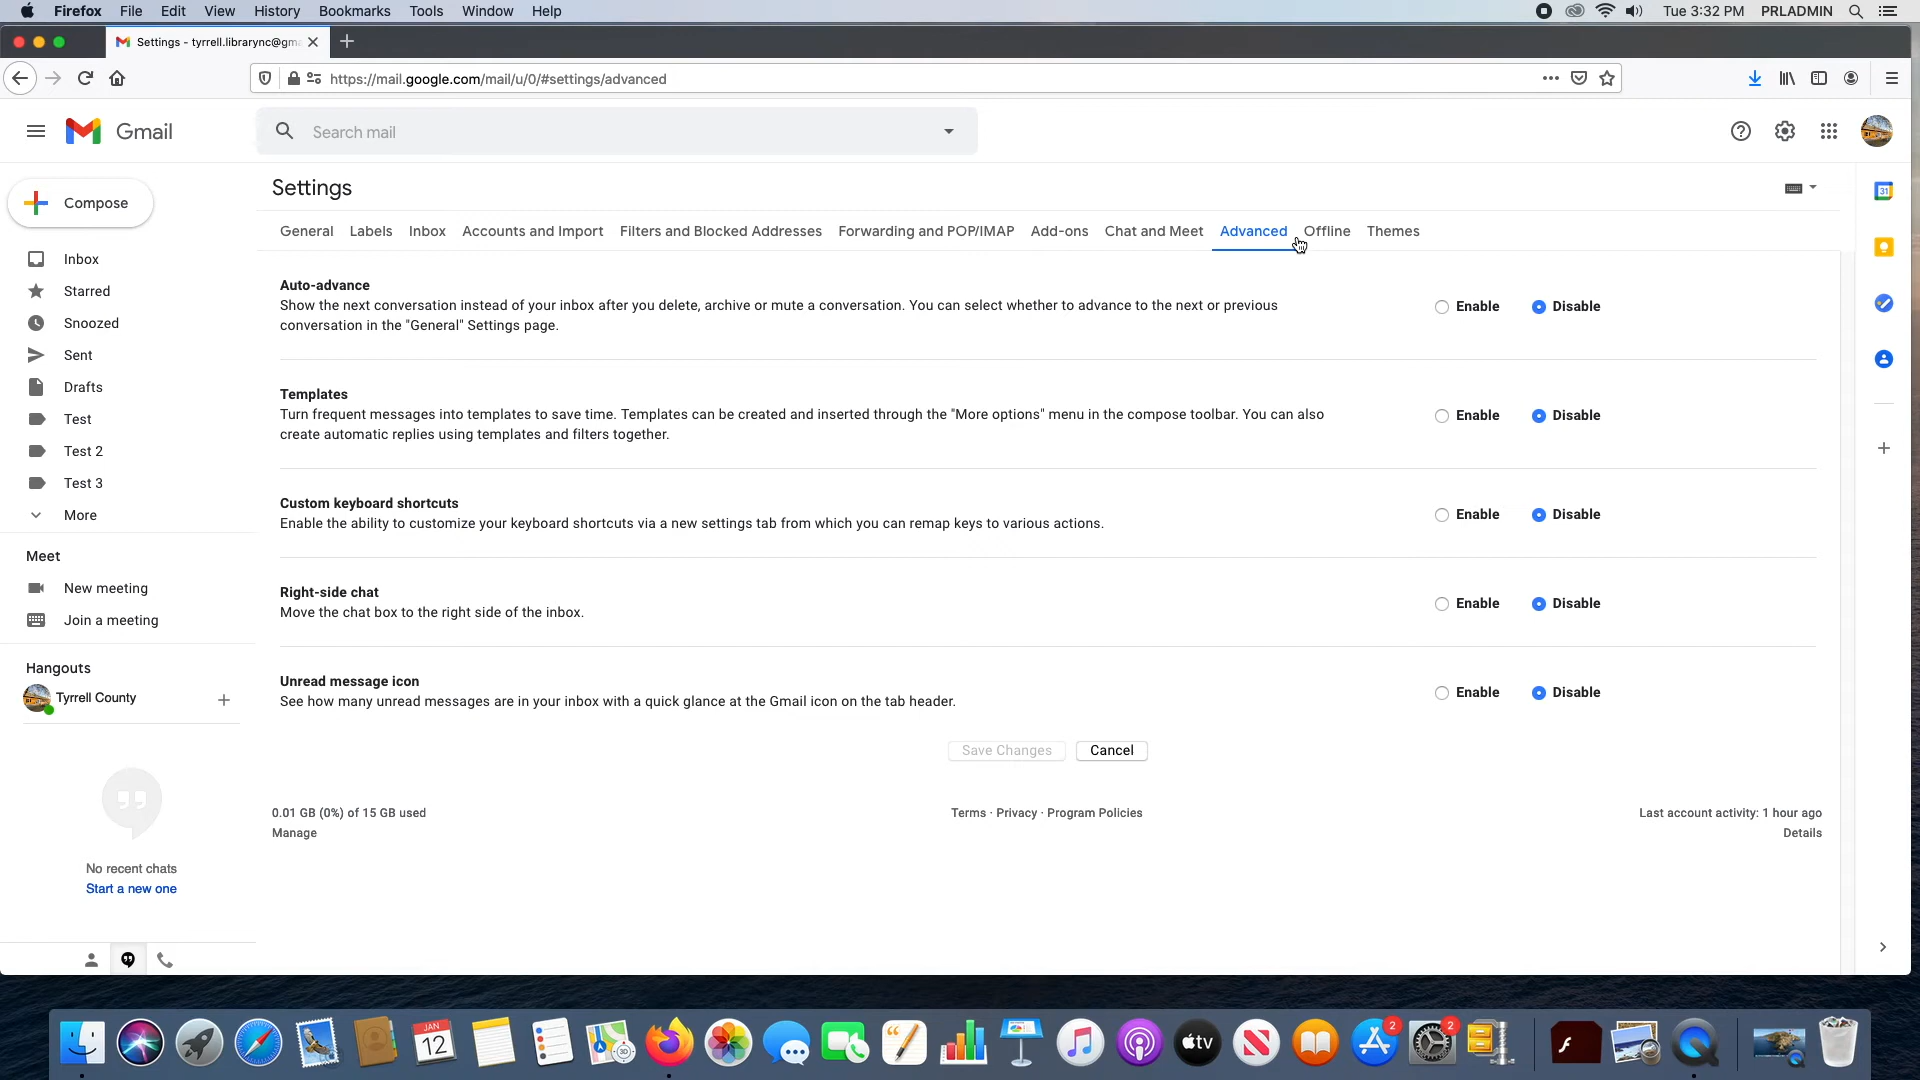 Firefox File Edit View History Bookmarks Tools Window Help Tue 3:32 PM PRLADMIN
Settings - tyrrell.librarync@gm
https://mail.google.com/mail/u/0/#settings/advanced
Gmail
Search mail
Compose
Inbox
Starred
Snoozed
Sent
Drafts
Test
Test 2
Test 3
More
Meet
New meeting
Join a meeting
Hangouts
Tyrrell County
No recent chats
Start a new one
Settings
General Labels Inbox Accounts and Import Filters and Blocked Addresses Forwarding and POP/IMAP Add-ons Chat and Meet Advanced Offline Themes
Auto-advance
Show the next conversation instead of your inbox after you delete, archive or mute a conversation. You can select whether to advance to the next or previous
conversation in the "General" Settings page.
Enable Disable
Templates
Turn frequent messages into templates to save time. Templates can be created and inserted through the "More options" menu in the compose toolbar. You can also
create automatic replies using templates and filters together.
Enable Disable
Custom keyboard shortcuts
Enable the ability to customize your keyboard shortcuts via a new settings tab from which you can remap keys to various actions.
Enable Disable
Right-side chat
Move the chat box to the right side of the inbox.
Enable Disable
Unread message icon
See how many unread messages are in your inbox with a quick glance at the Gmail icon on the tab header.
Enable Disable
Save Changes Cancel
0.01 GB (0%) of 15 GB used
Manage
Terms · Privacy · Program Policies
Last account activity: 1 hour ago
Details
31
JAN
12
3D
tv
2
2